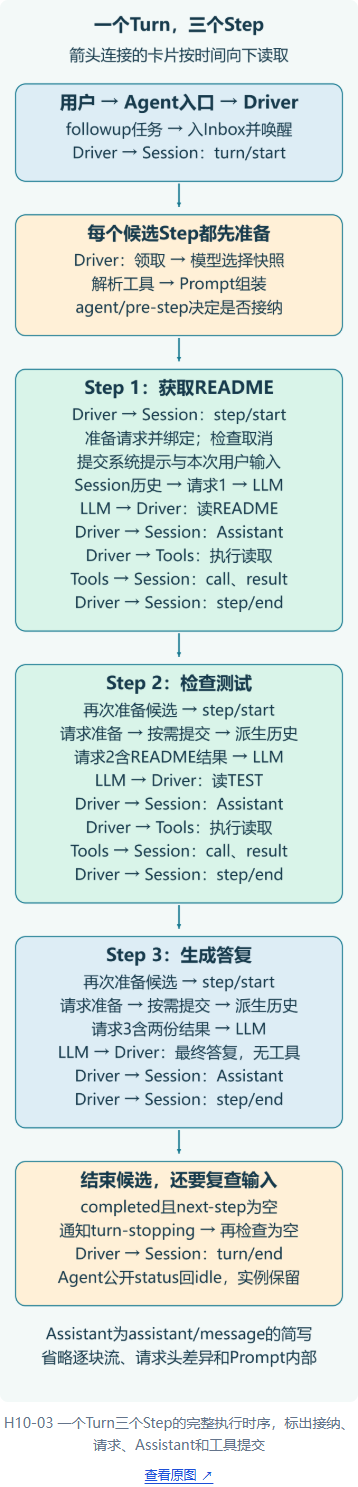 一个Turn，三个Step
箭头连接的卡片按时间向下读取
用户 → Agent入口 → Driver
followup任务 → 入Inbox并唤醒
Driver → Session：turn/start
每个候选Step都先准备
Driver：领取 → 模型选择快照
解析工具 → Prompt组装
agent/pre-step决定是否接纳
Step 1：获取README
Driver → Session：step/start
准备请求并绑定；检查取消
提交系统提示与本次用户输入
Session历史 → 请求1 → LLM
LLM → Driver：读README
Driver → Session：Assistant
Driver → Tools：执行读取
Tools → Session：call、result
Driver → Session：step/end
Step 2：检查测试
再次准备候选 → step/start
请求准备 → 按需提交 → 派生历史
请求2含README结果 → LLM
LLM → Driver：读TEST
Driver → Session：Assistant
Driver → Tools：执行读取
Tools → Session：call、result
Driver → Session：step/end
Step 3：生成答复
再次准备候选 → step/start
请求准备 → 按需提交 → 派生历史
请求3含两份结果 → LLM
LLM → Driver：最终答复，无工具
Driver → Session：Assistant
Driver → Session：step/end
结束候选，还要复查输入
completed且next-step为空
通知turn-stopping → 再检查为空
Driver → Session：turn/end
Agent公开status回idle，实例保留
Assistant为assistant/message的简写
省略逐块流、请求头差异和Prompt内部
H10-03 一个Turn三个Step的完整执行时序，标出接纳、
请求、Assistant和工具提交
查看原图 ↗